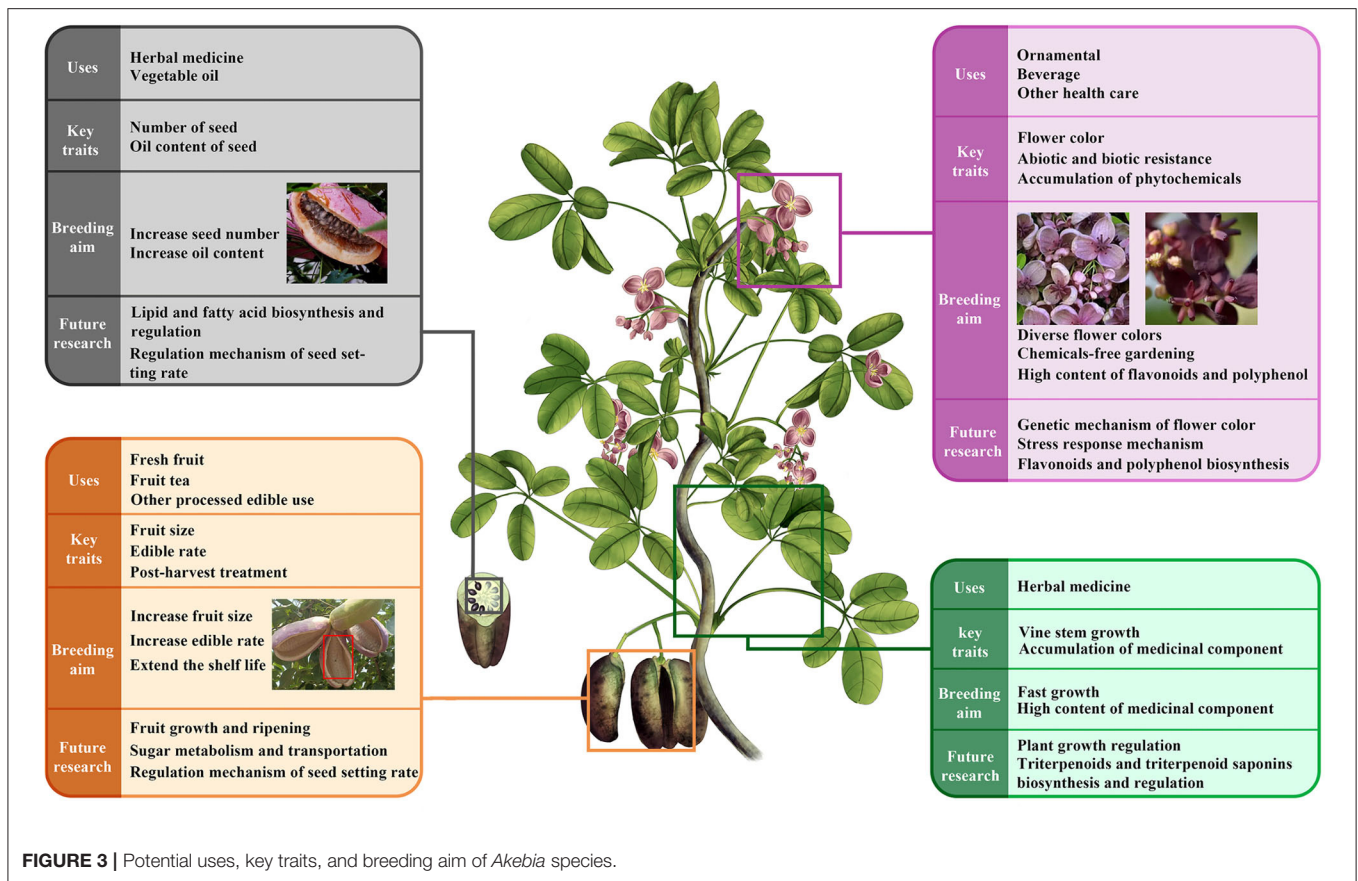 Uses
Herbal medicine
Vegetable oil
Key
traits
Number of seed
Oil content of seed
Breeding
aim
Increase seed number
Increase oil content
Future
research
Lipid and fatty acid biosynthesis and
regulation
Regulation mechanism of seed set-
ting rate
Uses
Ornamental
Beverage
Other health care
Key
traits
Flower color
Abiotic and biotic resistance
Accumulation of phytochemicals
Breeding
aim
Diverse flower colors
Chemicals-free gardening
High content of flavonoids and polyphenol
Future
research
Genetic mechanism of flower color
Stress response mechanism
Flavonoids and polyphenol biosynthesis
Uses
Fresh fruit
Fruit tea
Other processed edible use
Key
traits
Fruit size
Edible rate
Post-harvest treatment
Breeding
aim
Increase fruit size
Increase edible rate
Extend the shelf life
Future
research
Fruit growth and ripening
Sugar metabolism and transportation
Regulation mechanism of seed setting rate
Uses
Herbal medicine
key
traits
Vine stem growth
Accumulation of medicinal component
Breeding
aim
Fast growth
High content of medicinal component
Future
research
Plant growth regulation
Triterpenoids and triterpenoid saponins
biosynthesis and regulation
FIGURE 3 | Potential uses, key traits, and breeding aim of Akebia species.